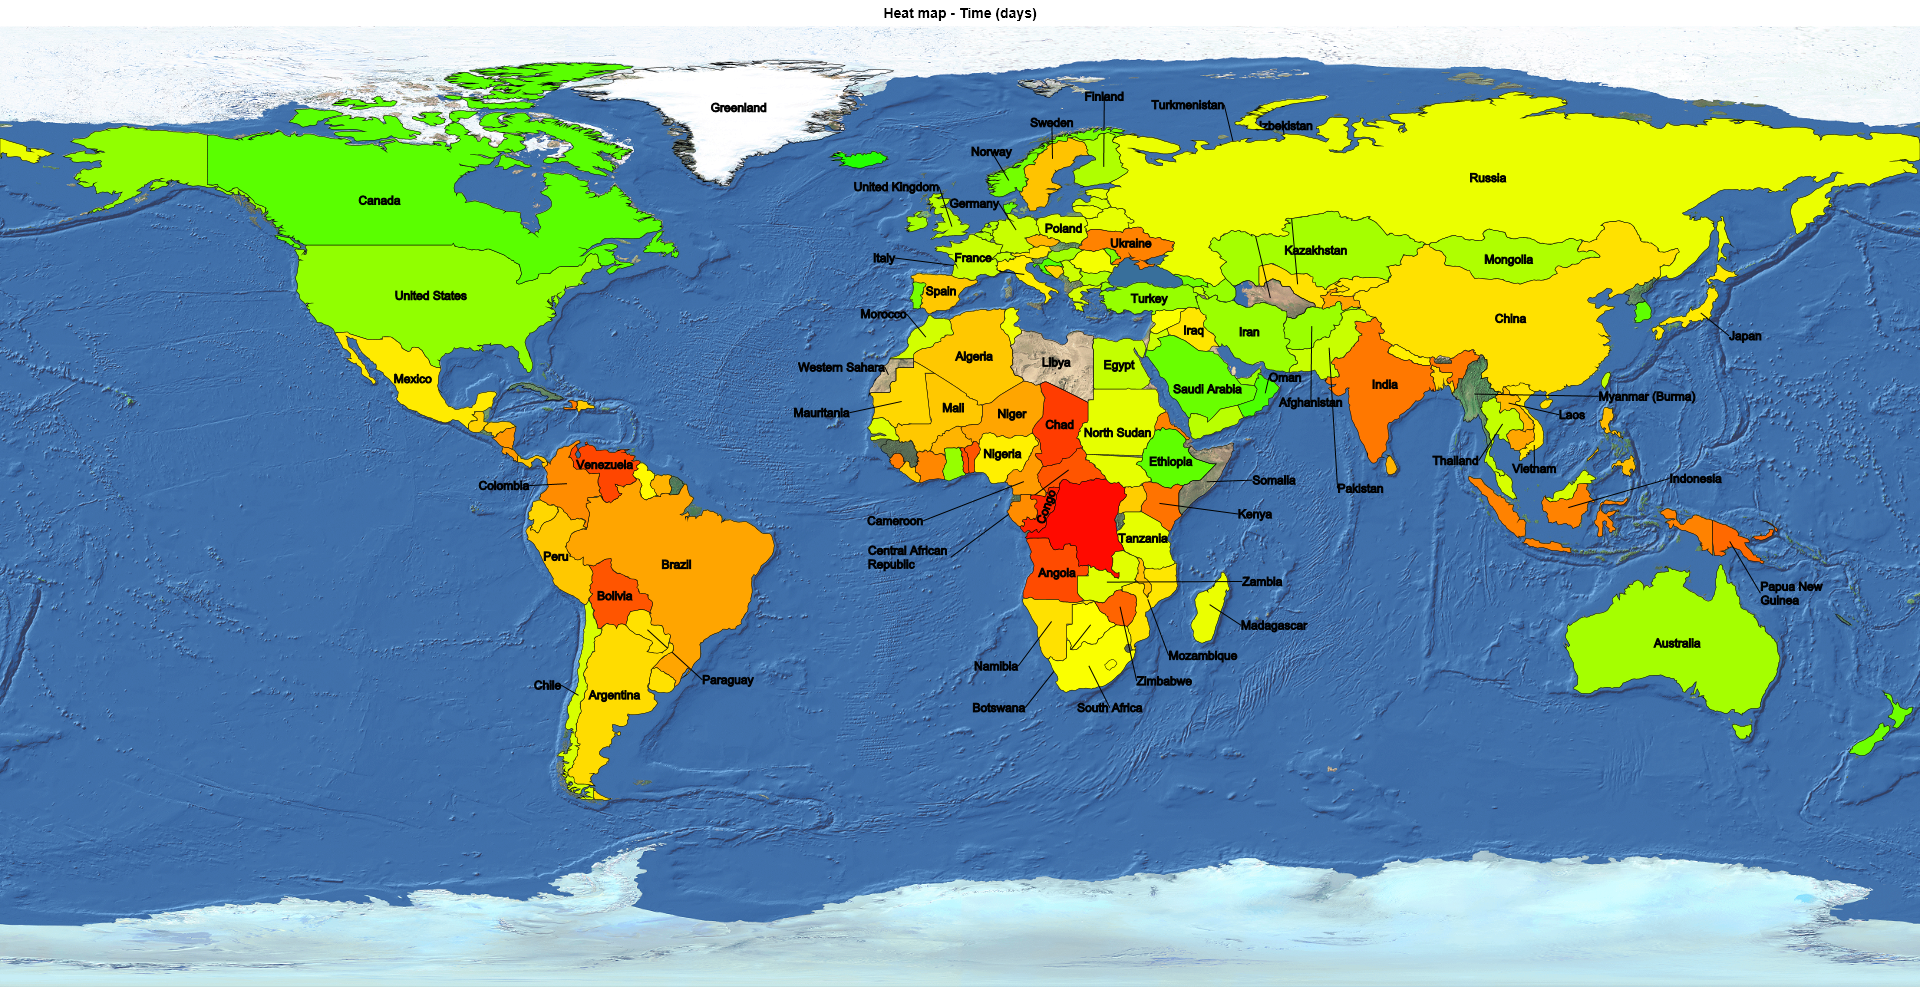 Heat map - Time (days)
Greenland
Finland
Turkmenistan
Sweden
Uzbekistan
Norway
Russia
United Kingdom
Canada
Germany
Poland
Ukraine
Kazakhstan
Italy
France
Mongolia
United States
Spain
Turkey
Morocco
China
Iraq
Iran
Japan
Algeria
Libya
Egypt
Western Sahara
Mexico
Oman
Saudi Arabia
India
Afghanistan
Myanmar (Burma)
Mauritania
Mali
Niger
Laos
Chad
North Sudan
Nigeria
Ethiopia
Thailand
Venezuela
Vietnam
Colombia
Somalia
Indonesia
Pakistan
Congo
Cameroon
Kenya
Tanzania
Central African
Republic
Peru
Brazil
Angola
Zambia
Papua New
Guinea
Bolivia
Madagascar
Australia
Mozambique
Namibia
Paraguay
Zimbabwe
Chile
Argentina
Botswana
South Africa